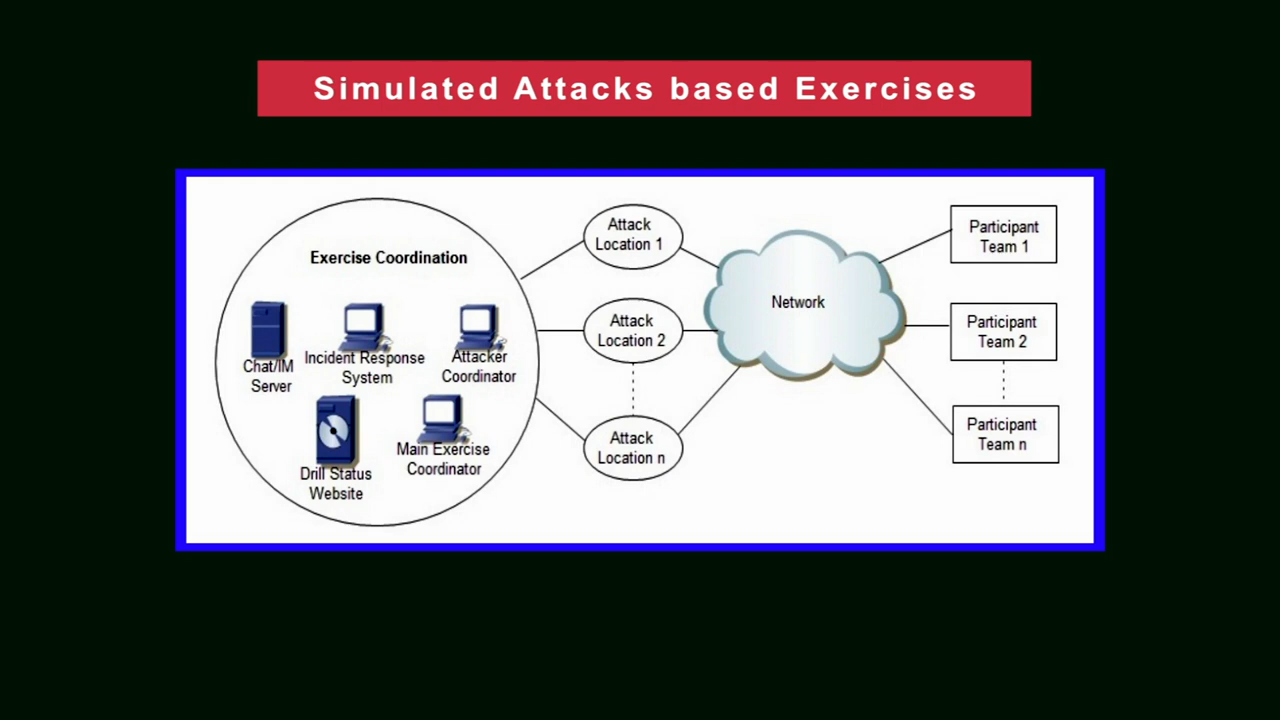 Simulated Attacks based Exercises
Exercise Coordination
Chat/IM
Server
Incident Response
System
Attacker
Coordinator
Drill Status
Website
Main Exercise
Coordinator
Attack
Location 1
Attack
Location 2
Attack
Location n
Network
Participant
Team 1
Participant
Team 2
Participant
Team n